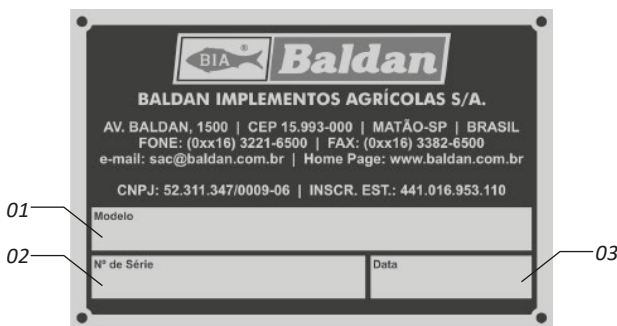 BIA ®
Baldan
BALDAN IMPLEMENTOS AGRÍCOLAS S/A.
AV. BALDAN, 1500 | CEP 15.993-000 | MATÃO-SP | BRASIL
FONE: (0xx16) 3221-6500 | FAX: (0xx16) 3382-6500
e-mail: sac@baldan.com.br | Home Page: www.baldan.com.br
CNPJ: 52.311.347/0009-06 | INSCR. EST.: 441.016.953.110
01
Modelo
02
Nº de Série
Data
03